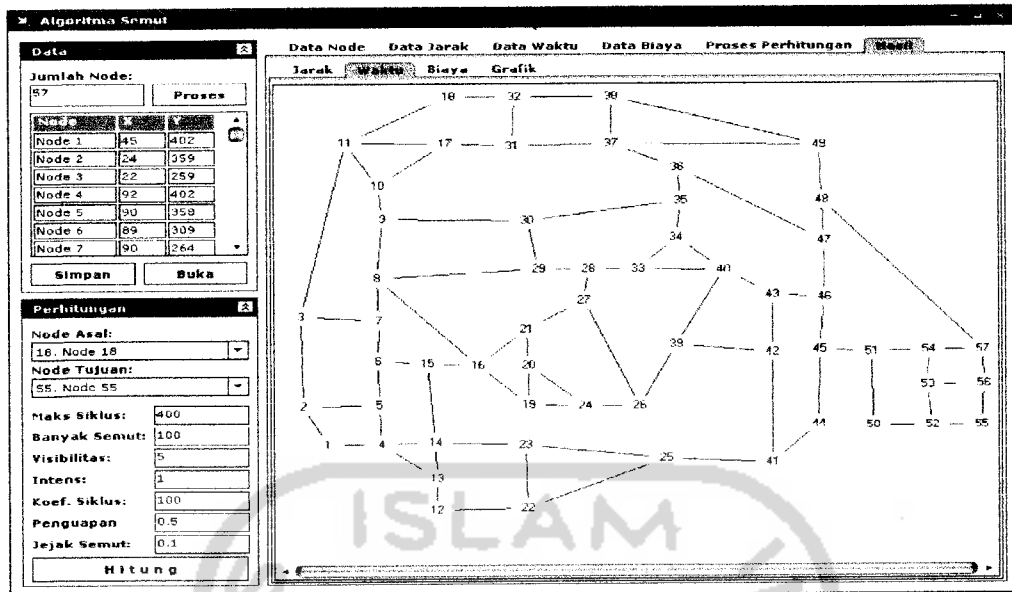 Algoritma Semut
Data
Jumlah Node:
57 Proses
Node X Y
Node 1 45 402
Node 2 24 359
Node 3 22 259
Node 4 92 402
Node 5 90 358
Node 6 89 309
Node 7 90 264
Simpan Buka
Perhitungan
Node Asal:
18. Node 18
Node Tujuan:
55. Node 55
Maks Siklus: 400
Banyak Semut: 100
Visibilitas: 5
Intens: 1
Koef. Siklus: 100
Penguapan 0.5
Jejak Semut: 0.1
Hitung
Data Node Data Jarak Data Waktu Data Biaya Proses Perhitungan Hasil
Jarak Waktu Biaya Grafik
18 32 38
11 17 31 37 49
36
10
35 48
9 30
34 47
8 29 28 33 40
43 46
27
3 7 21
39 42 45 51 54 57
6 15 16 20
53 56
2 5 19 24 26
44 50 52 55
1 4 14 23
25 41
13
12 22
ISLAM